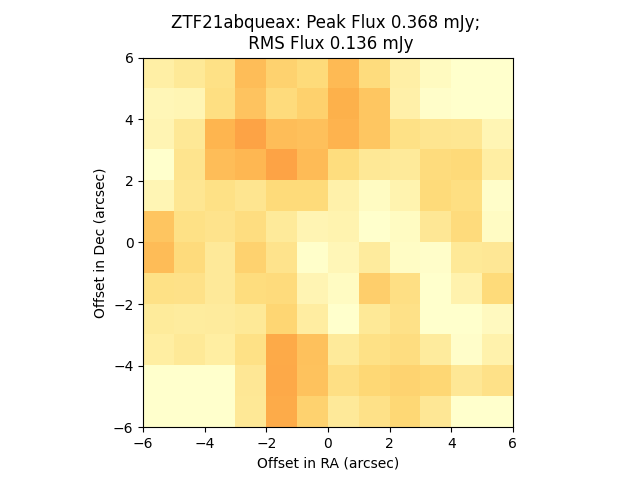 ZTF21abqueax: Peak Flux 0.368 mJy;
RMS Flux 0.136 mJy
6
4
2
0
−2
−4
−6
Offset in Dec (arcsec)
−6 −4 −2 0 2 4 6
Offset in RA (arcsec)